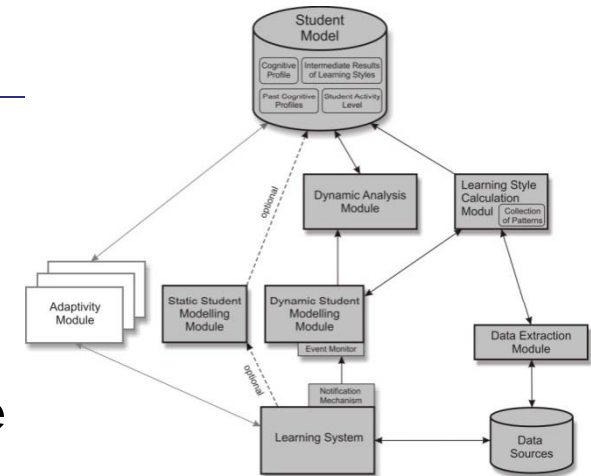 Student
Model
Cognitive
Profile
Intermediate Results
of Learning Styles
Past Cognitive
Profiles
Student Activity
Level
optional
Dynamic Analysis
Module
Learning Style
Calculation
Modul
Collection
of Patterns
Adaptivity
Module
Static Student
Modelling
Module
Dynamic Student
Modelling
Module
Event Monitor
Data Extraction
Module
optional
Notification
Mechanism
Learning System
Data
Sources
e